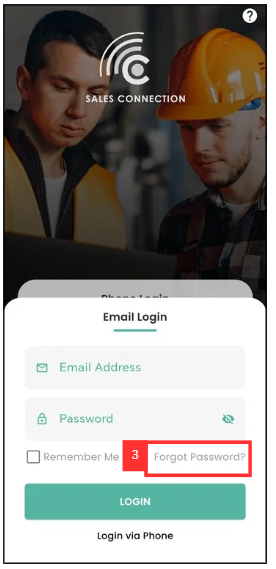 ?
SALES CONNECTION
Phone Login
Email Login
Email Address
Password
Remember Me
3
Forgot Password?
LOGIN
Login via Phone